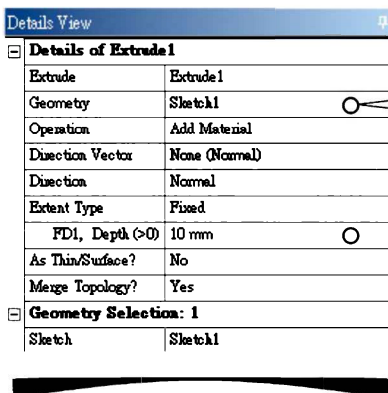 Details View
Details of Extrude1
Extrude Extrude1
Geometry Sketch1
Operation Add Material
Direction Vector None (Normal)
Direction Normal
Extent Type Fixed
FD1, Depth (>0) 10 mm
As Thin/Surface? No
Merge Topology? Yes
Geometry Selection: 1
Sketch Sketch1